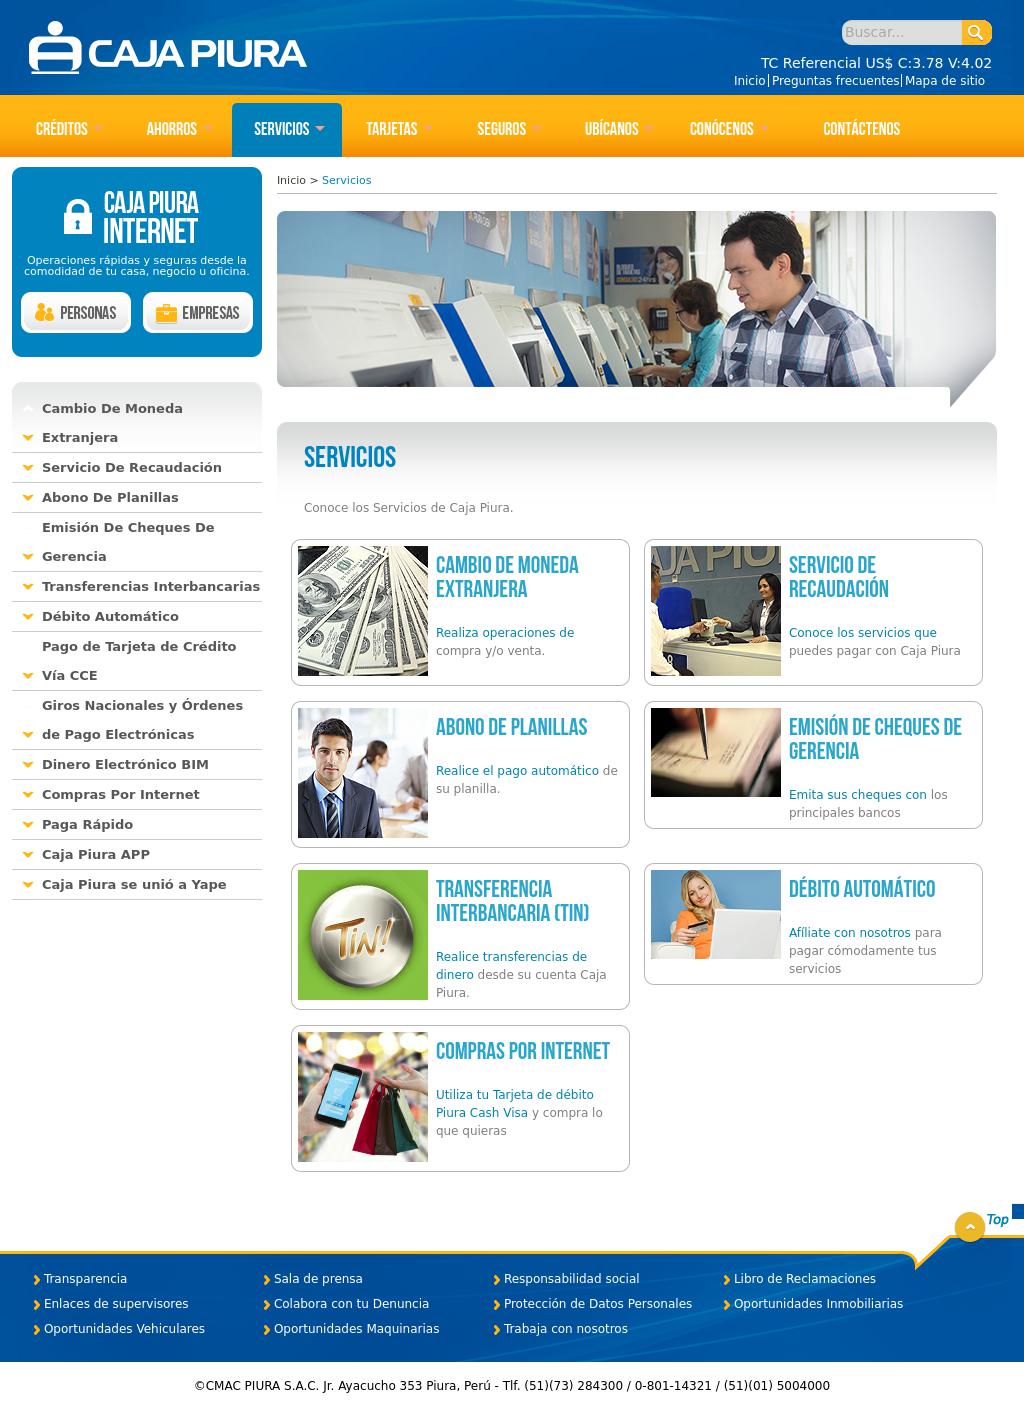 CAJA PIURA
Buscar...
TC Referencial US$ C:3.78 V:4.02
Inicio| Preguntas frecuentes| Mapa de sitio
CRÉDITOS AHORROS SERVICIOS TARJETAS SEGUROS UBÍCANOS CONÓCENOS CONTÁCTENOS
CAJA PIURA
INTERNET
Operaciones rápidas y seguras desde la
comodidad de tu casa, negocio u oficina.
PERSONAS EMPRESAS
Cambio De Moneda
Extranjera
Servicio De Recaudación
Abono De Planillas
Emisión De Cheques De
Gerencia
Transferencias Interbancarias
Débito Automático
Pago de Tarjeta de Crédito
Vía CCE
Giros Nacionales y Órdenes
de Pago Electrónicas
Dinero Electrónico BIM
Compras Por Internet
Paga Rápido
Caja Piura APP
Caja Piura se unió a Yape
Inicio > Servicios
SERVICIOS
Conoce los Servicios de Caja Piura.
CAMBIO DE MONEDA
EXTRANJERA
Realiza operaciones de
compra y/o venta.
SERVICIO DE
RECAUDACIÓN
Conoce los servicios que
puedes pagar con Caja Piura
ABONO DE PLANILLAS
Realice el pago automático de
su planilla.
EMISIÓN DE CHEQUES DE
GERENCIA
Emita sus cheques con los
principales bancos
TIN!
TRANSFERENCIA
INTERBANCARIA (TIN)
Realice transferencias de
dinero desde su cuenta Caja
Piura.
DÉBITO AUTOMÁTICO
Afíliate con nosotros para
pagar cómodamente tus
servicios
COMPRAS POR INTERNET
Utiliza tu Tarjeta de débito
Piura Cash Visa y compra lo
que quieras
Top
Transparencia
Enlaces de supervisores
Oportunidades Vehiculares
Sala de prensa
Colabora con tu Denuncia
Oportunidades Maquinarias
Responsabilidad social
Protección de Datos Personales
Trabaja con nosotros
Libro de Reclamaciones
Oportunidades Inmobiliarias
©CMAC PIURA S.A.C. Jr. Ayacucho 353 Piura, Perú - Tlf. (51)(73) 284300 / 0-801-14321 / (51)(01) 5004000